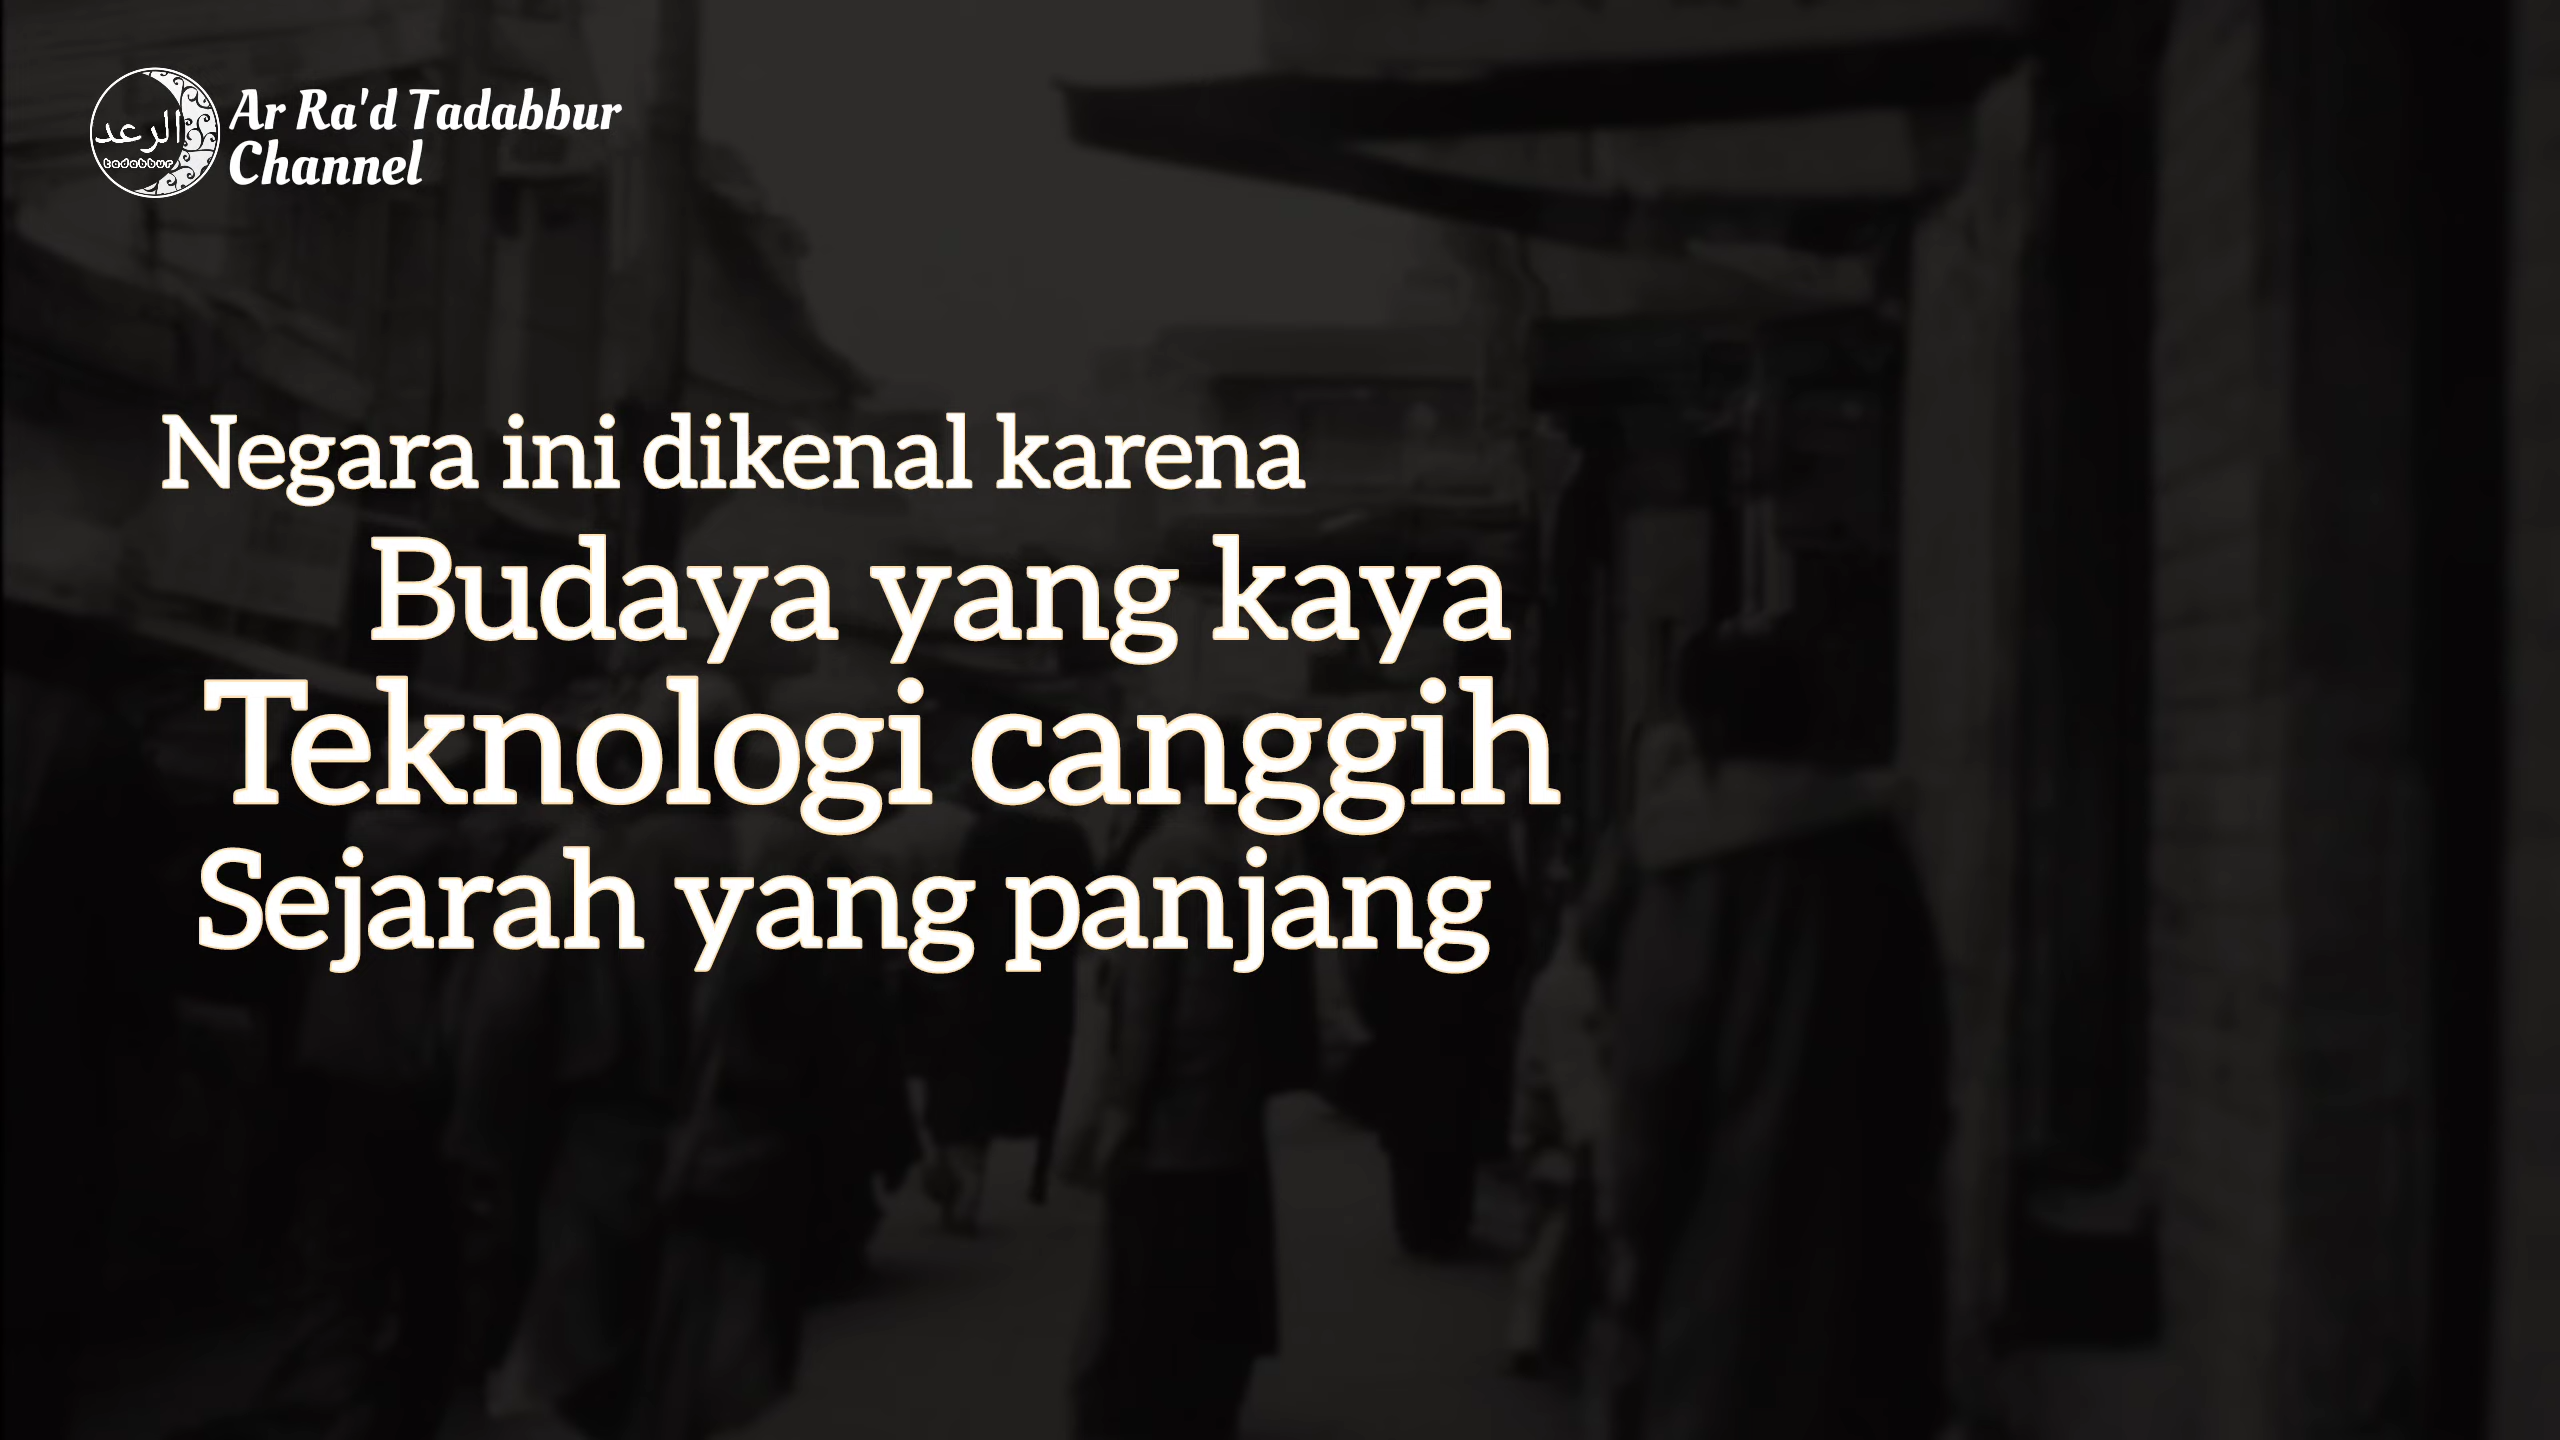 Ar Ra'd Tadabbur
Channel
الرعد
tadabbur
Negara ini dikenal karena
Budaya yang kaya
Teknologi canggih
Sejarah yang panjang